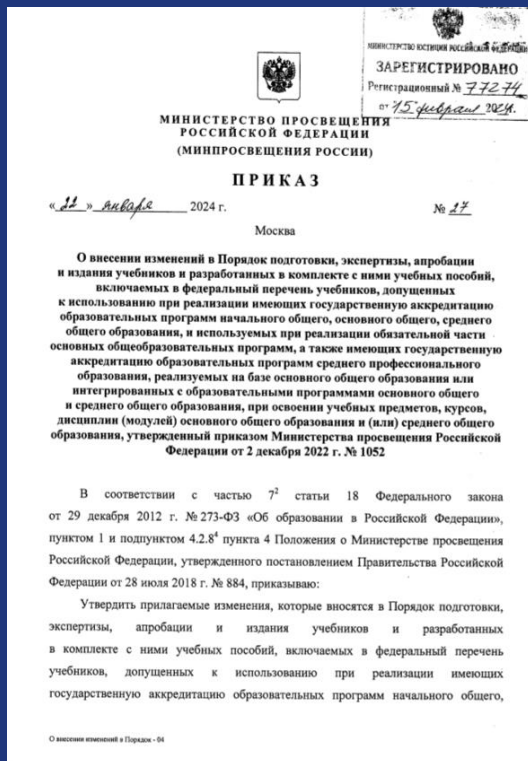 МИНИСТЕРСТВО ЮСТИЦИИ РОССИЙСКОЙ ФЕДЕРАЦИИ
ЗАРЕГИСТРИРОВАНО
Регистрационный № 77274
от 15 февраля 2024.
МИНИСТЕРСТВО ПРОСВЕЩЕНИЯ
РОССИЙСКОЙ ФЕДЕРАЦИИ
(МИНПРОСВЕЩЕНИЯ РОССИИ)
ПРИКАЗ
«22» января 2024 г. № 27
Москва
О внесении изменений в Порядок подготовки, экспертизы, апробации
и издания учебников и разработанных в комплекте с ними учебных пособий,
включаемых в федеральный перечень учебников, допущенных
к использованию при реализации имеющих государственную аккредитацию
образовательных программ начального общего, основного общего, среднего
общего образования, и используемых при реализации обязательной части
основных общеобразовательных программ, а также имеющих государственную
аккредитацию образовательных программ среднего профессионального
образования, реализуемых на базе основного общего образования или
интегрированных с образовательными программами основного общего
и среднего общего образования, при освоении учебных предметов, курсов,
дисциплин (модулей) основного общего образования и (или) среднего общего
образования, утвержденный приказом Министерства просвещения Российской
Федерации от 2 декабря 2022 г. № 1052
В соответствии с частью 7² статьи 18 Федерального закона
от 29 декабря 2012 г. № 273-ФЗ «Об образовании в Российской Федерации»,
пунктом 1 и подпунктом 4.2.8⁴ пункта 4 Положения о Министерстве просвещения
Российской Федерации, утвержденного постановлением Правительства Российской
Федерации от 28 июля 2018 г. № 884, приказываю:
Утвердить прилагаемые изменения, которые вносятся в Порядок подготовки,
экспертизы, апробации и издания учебников и разработанных
в комплекте с ними учебных пособий, включаемых в федеральный перечень
учебников, допущенных к использованию при реализации имеющих
государственную аккредитацию образовательных программ начального общего,
О внесении изменений в Порядок - 04